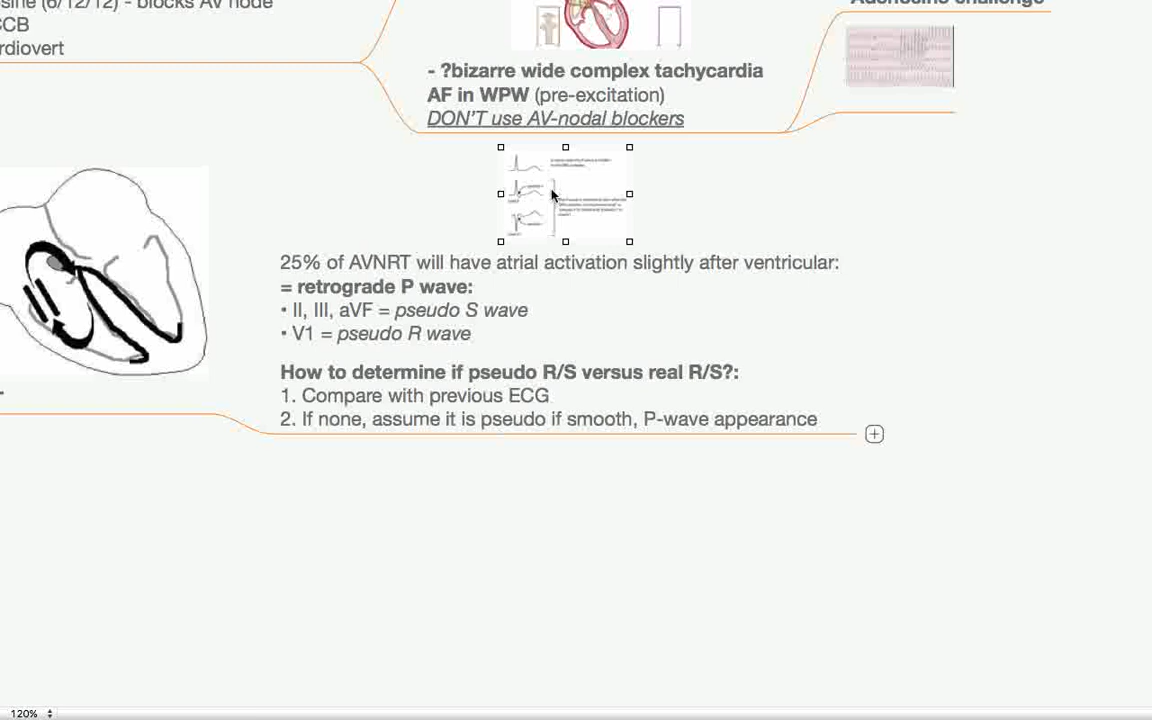 (6/12/12) - blocks AV node
CCB
rdiovert
Adenosine challenge
- ?bizarre wide complex tachycardia
AF in WPW (pre-excitation)
DON'T use AV-nodal blockers
25% of AVNRT will have atrial activation slightly after ventricular:
= retrograde P wave:
• II, III, aVF = pseudo S wave
• V1 = pseudo R wave
How to determine if pseudo R/S versus real R/S?:
1. Compare with previous ECG
2. If none, assume it is pseudo if smooth, P-wave appearance
120%